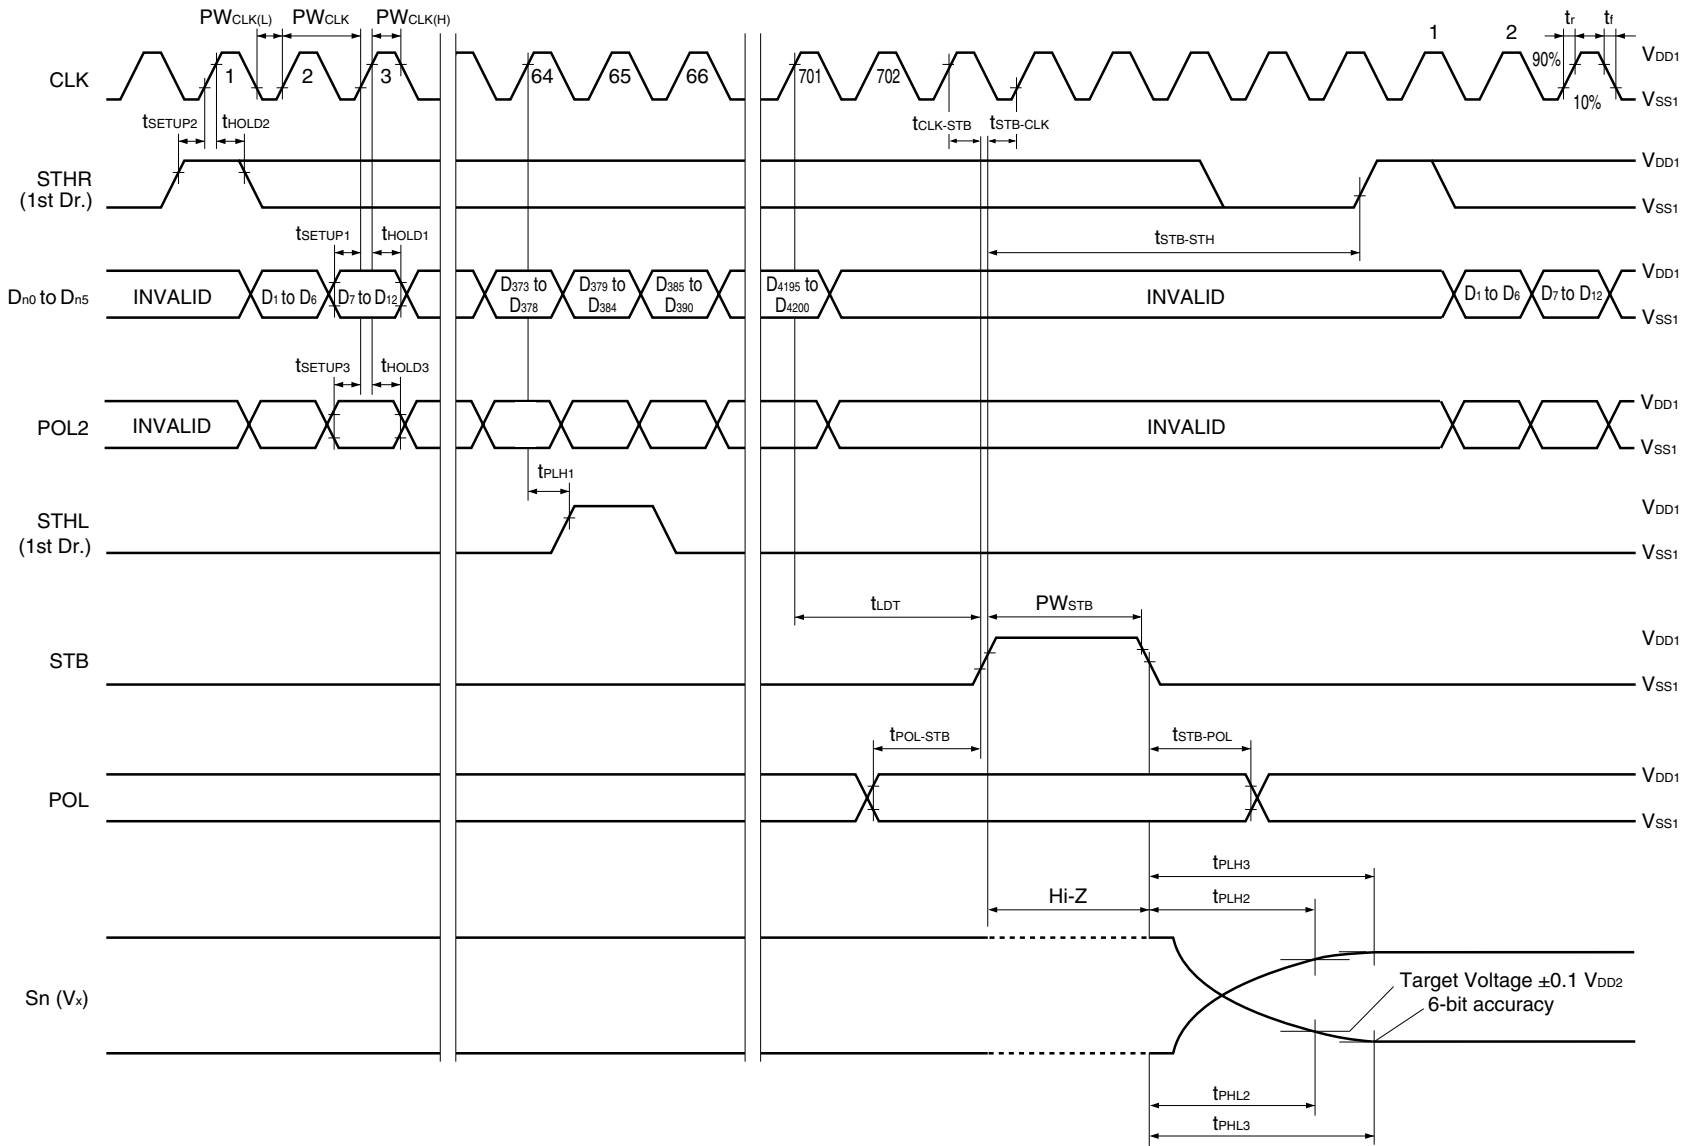 PWCLK(L) PWCLK PWCLK(H) tr tf
CLK 1 2 3 64 65 66 701 702 1 2 90% 10% VDD1
VSS1
tSETUP2 tHOLD2 tCLK-STB tSTB-CLK
STHR
(1st Dr.)
VDD1
VSS1
tSETUP1 tHOLD1 tSTB-STH
Dn0 to Dn5 INVALID D1 to D6 D7 to D12 D373 to D378 D379 to D384 D385 to D390 D4195 to D4200 INVALID D1 to D6 D7 to D12 VDD1
VSS1
tSETUP3 tHOLD3
POL2 INVALID INVALID VDD1
VSS1
tPLH1
STHL
(1st Dr.)
VDD1
VSS1
tLDT PWSTB
STB VDD1
VSS1
tPOL-STB tSTB-POL
POL VDD1
VSS1
tPLH3
Hi-Z tPLH2
Sn (Vx)
Target Voltage ±0.1 VDD2
6-bit accuracy
tPHL2
tPHL3